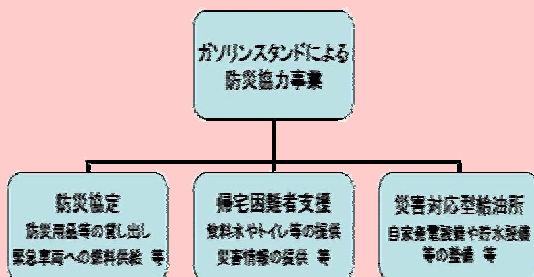 ガソリンスタンドによる
防災協力事業
防災協定
防災用品等の貸し出し
緊急車両への燃料供給 等
帰宅困難者支援
飲料水やトイレ等の提供
災害情報の提供 等
災害対応型給油所
自家発電設備や貯水設備
等の整備 等